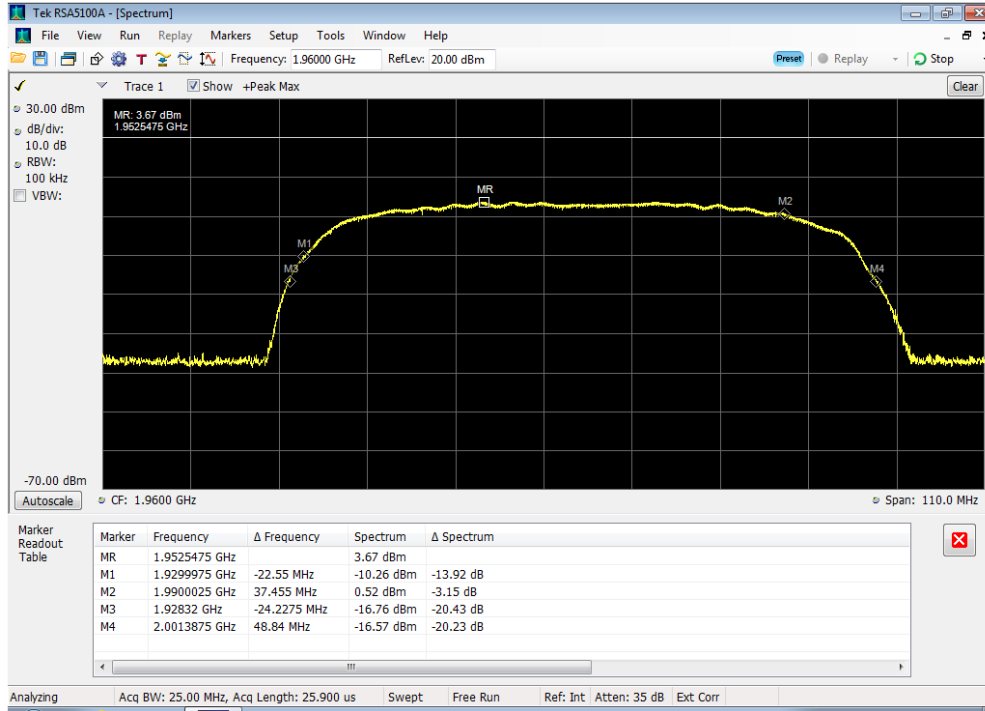 Tek RSA5100A - [Spectrum]
File View Run Replay Markers Setup Tools Window Help
T Frequency: 1.96000 GHz RefLev: 20.00 dBm Preset Replay Stop
Trace 1 Show +Peak Max Clear
30.00 dBm
dB/div:
10.0 dB
RBW:
100 kHz
VBW:
MR: 3.67 dBm
1.9525475 GHz
MR
M2
M1
M3
M4
-70.00 dBm
Autoscale CF: 1.9600 GHz Span: 110.0 MHz
Marker
Readout
Table
Marker Frequency Δ Frequency Spectrum Δ Spectrum
MR 1.9525475 GHz 3.67 dBm
M1 1.9299975 GHz -22.55 MHz -10.26 dBm -13.92 dB
M2 1.9900025 GHz 37.455 MHz 0.52 dBm -3.15 dB
M3 1.92832 GHz -24.2275 MHz -16.76 dBm -20.43 dB
M4 2.0013875 GHz 48.84 MHz -16.57 dBm -20.23 dB
Analyzing Acq BW: 25.00 MHz, Acq Length: 25.900 us Swept Free Run Ref: Int Atten: 35 dB Ext Corr